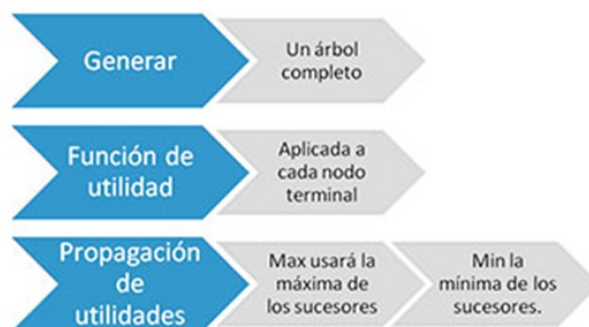 Generar
Un árbol
completo
Función de
utilidad
Aplicada a
cada nodo
terminal
Propagación
de
utilidades
Max usará la
máxima de
los sucesores
Min la
mínima de los
sucesores.